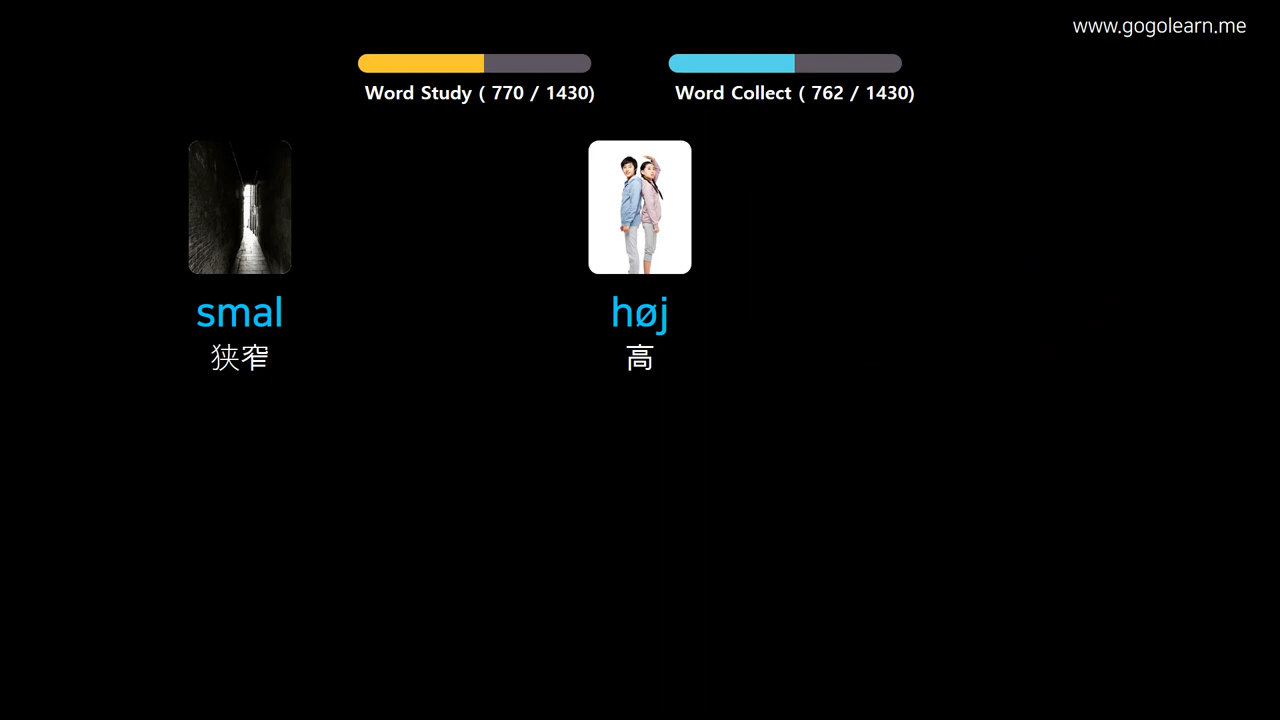 www.gogolearn.me
Word Study ( 770 / 1430)
Word Collect ( 762 / 1430)
smal
høj
狭窄
高